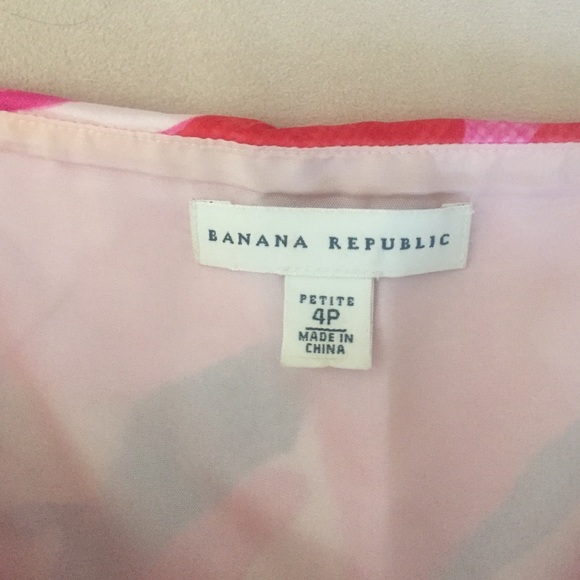 BANANA REPUBLIC
PETITE
4P
MADE IN
CHINA